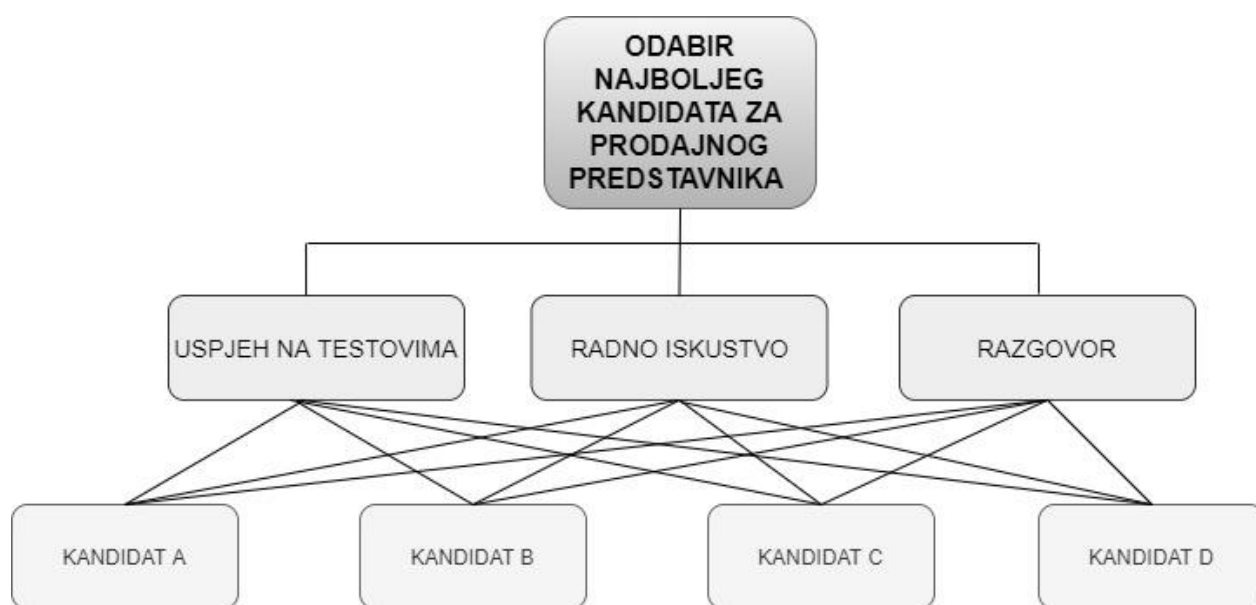 ODABIR
NAJBOLJEG
KANDIDATA ZA
PRODAJNOG
PREDSTAVNIKA
USPJEH NA TESTOVIMA
RADNO ISKUSTVO
RAZGOVOR
KANDIDAT A
KANDIDAT B
KANDIDAT C
KANDIDAT D